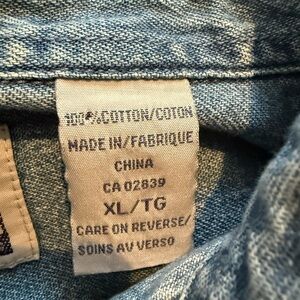 100%COTTON/COTON
MADE IN/FABRIQUE
CHINA
CA 02839
XL/TG
CARE ON REVERSE/
SOINS AU VERSO